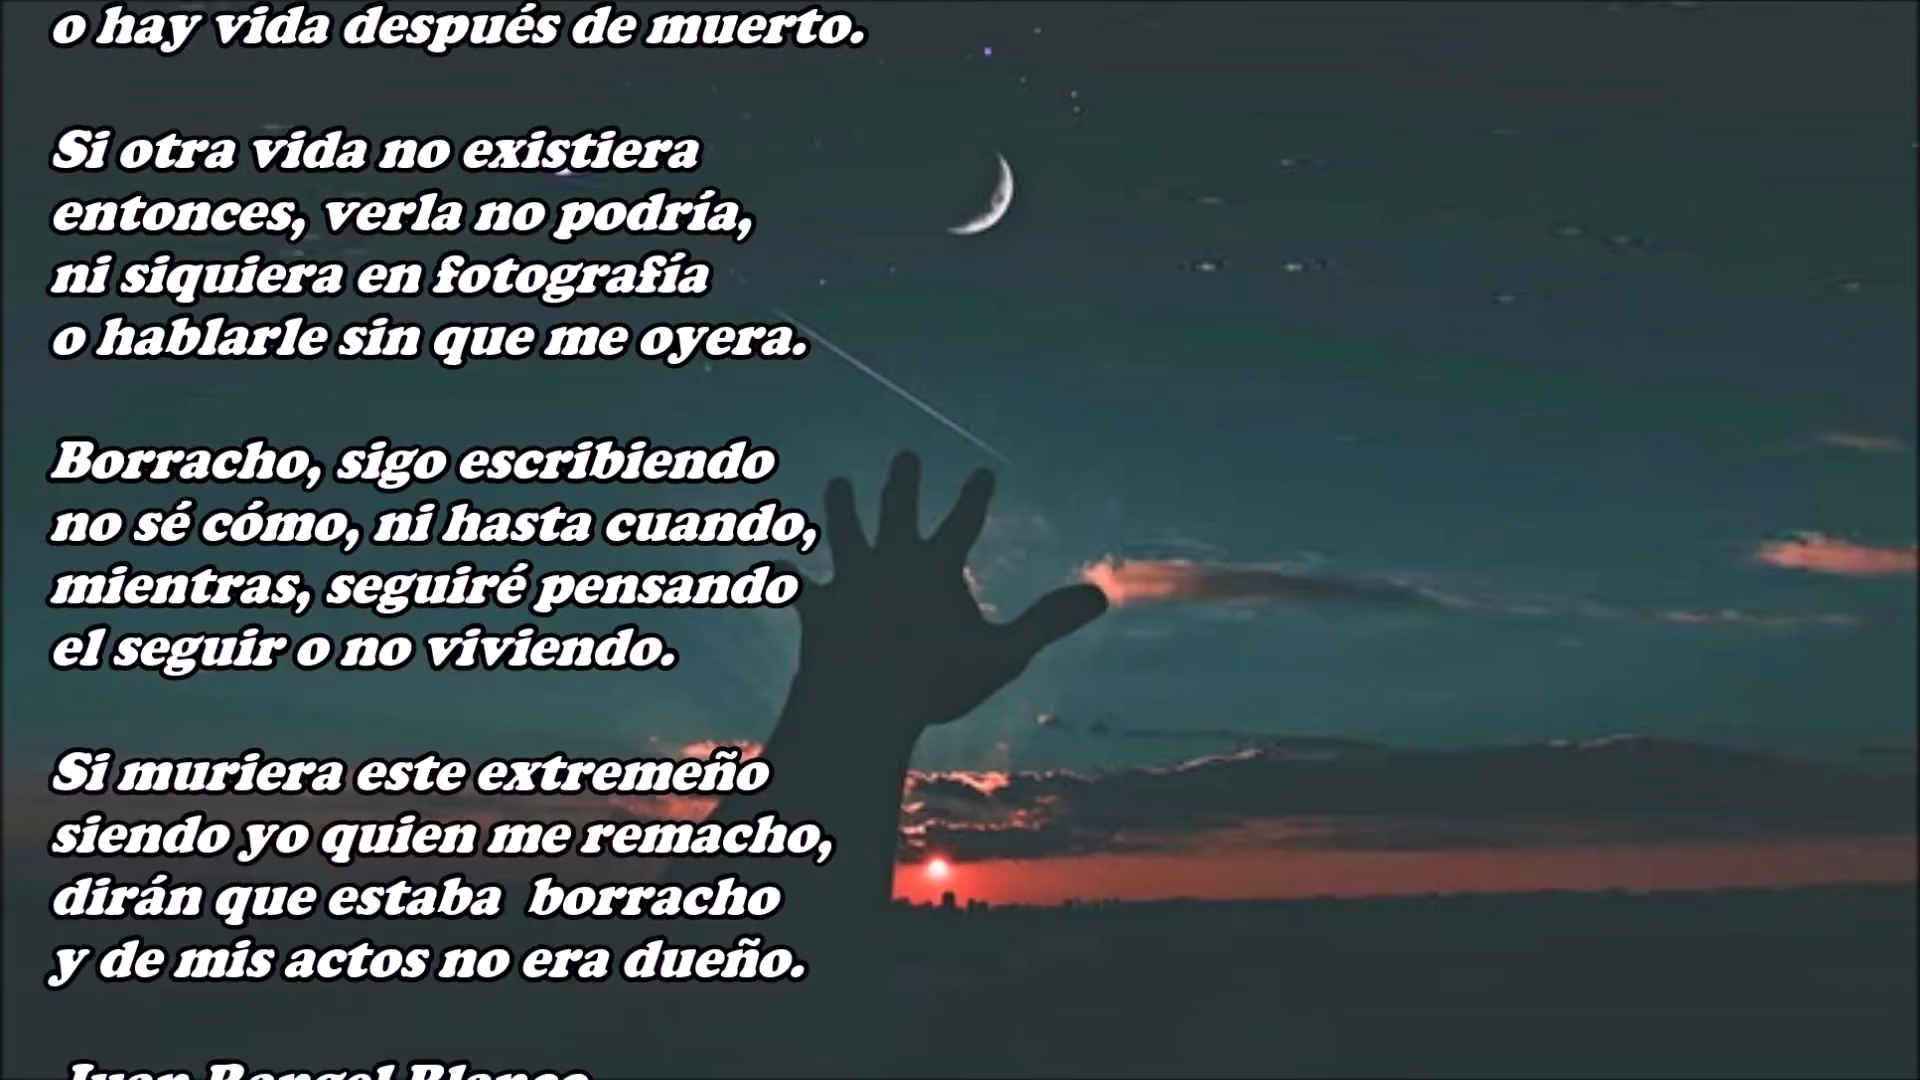 o hay vida después de muerto.
Si otra vida no existiera
entonces, verla no podría,
ni siquiera en fotografía
o hablarle sin que me oyera.
Borracho, sigo escribiendo
no sé cómo, ni hasta cuando,
mientras, seguiré pensando
el seguir o no viviendo.
Si muriera este extremeño
siendo yo quien me remacho,
dirán que estaba borracho
y de mis actos no era dueño.
Juan Rangel Blanco